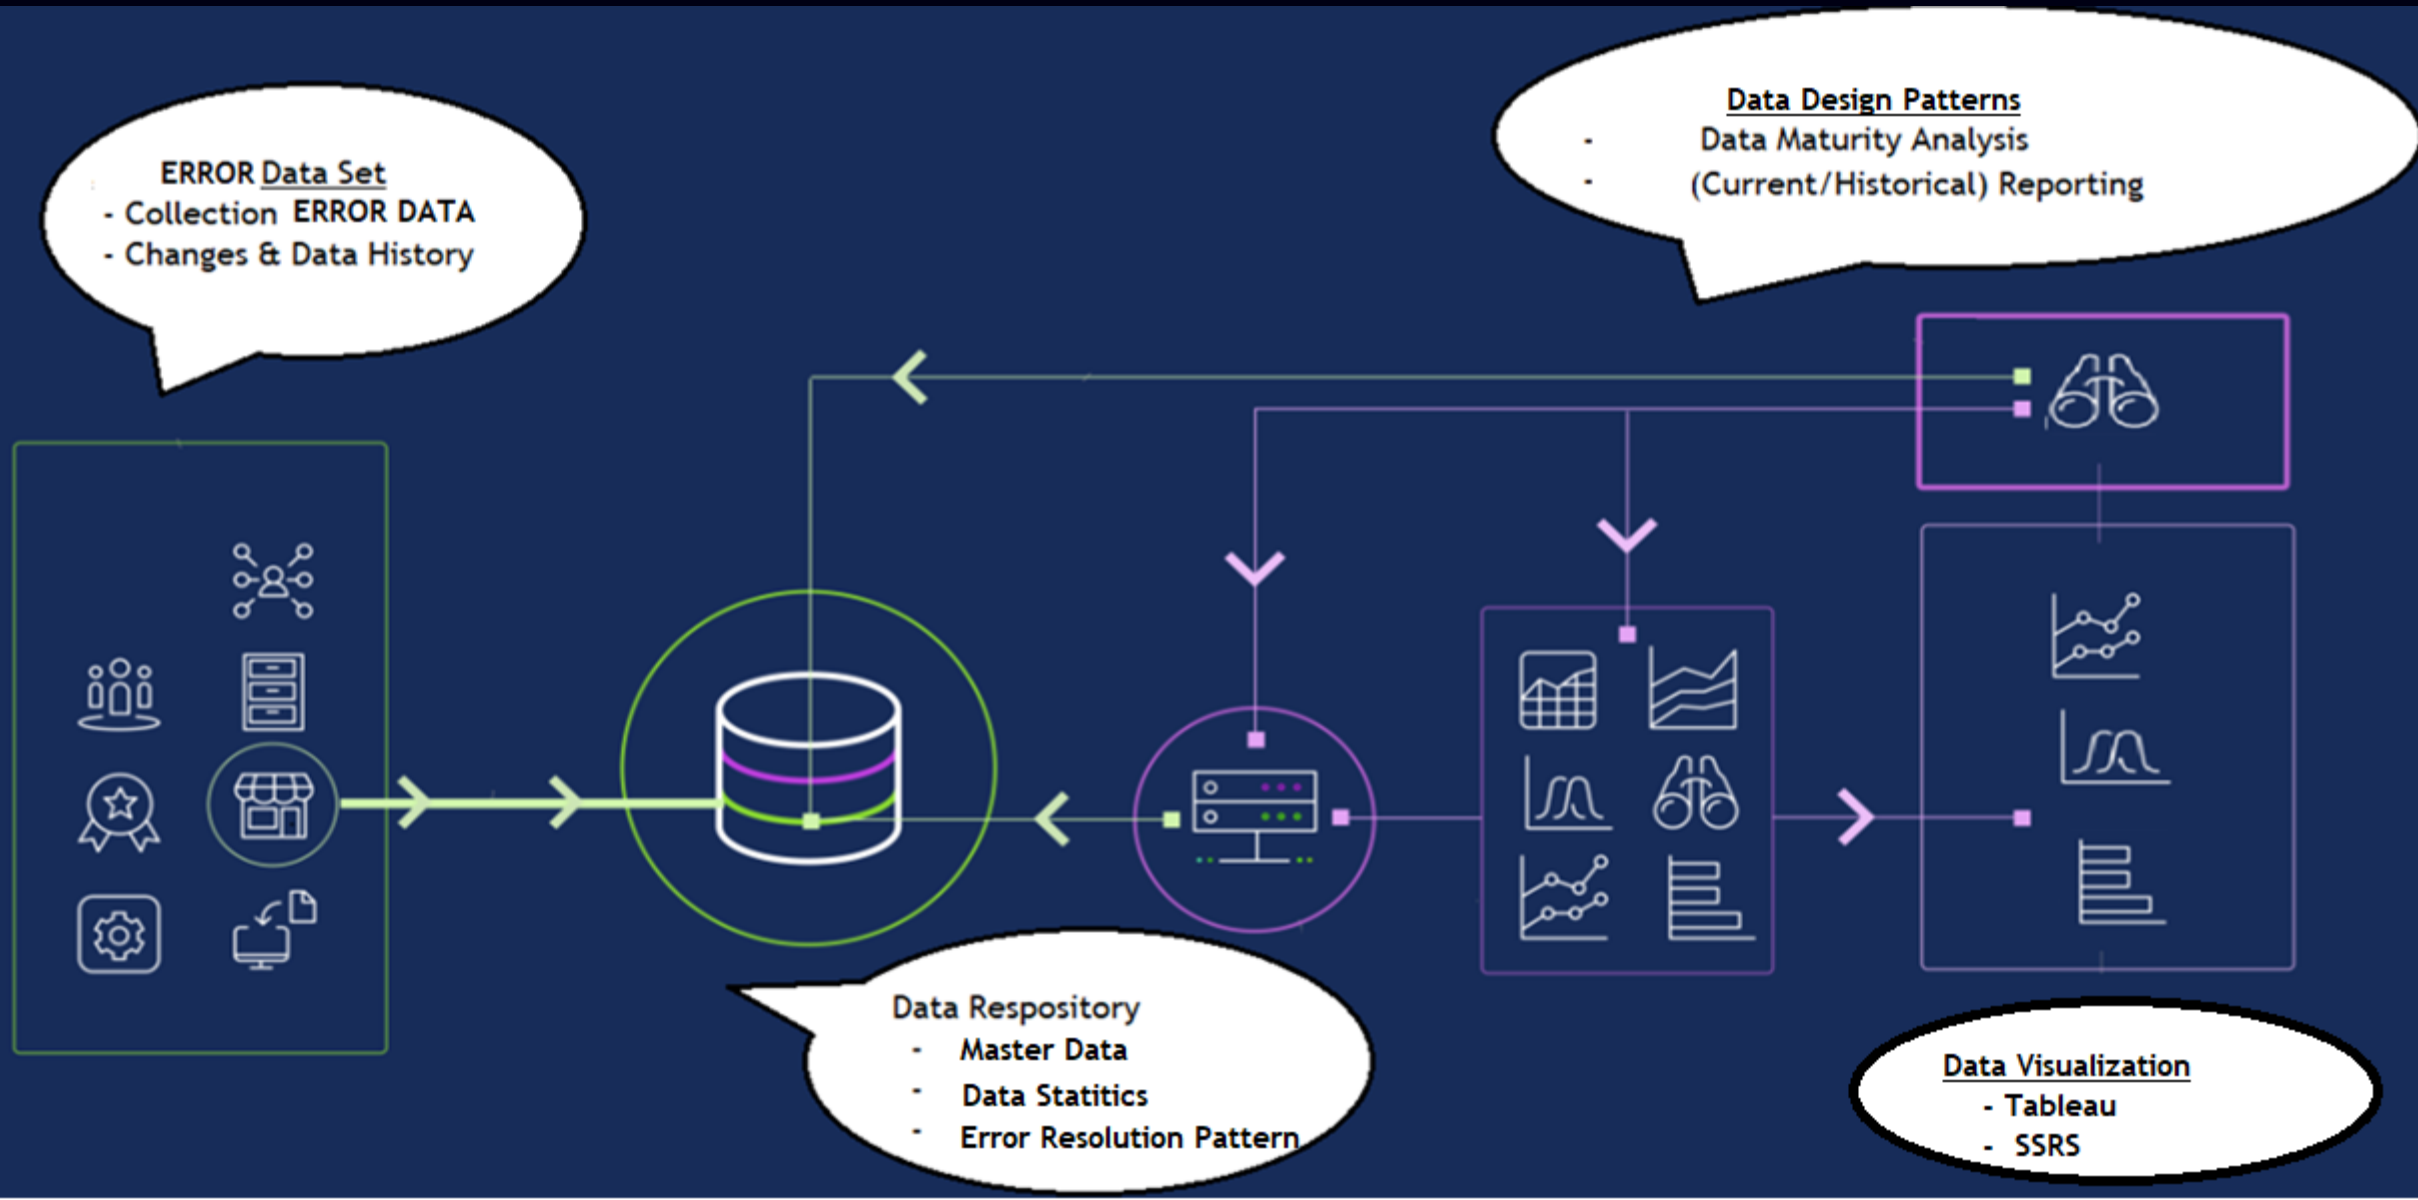 ERROR Data Set
- Collection ERROR DATA
- Changes & Data History
Data Design Patterns
- Data Maturity Analysis
- (Current/Historical) Reporting
Data Respository
- Master Data
- Data Statitics
- Error Resolution Pattern
Data Visualization
- Tableau
- SSRS